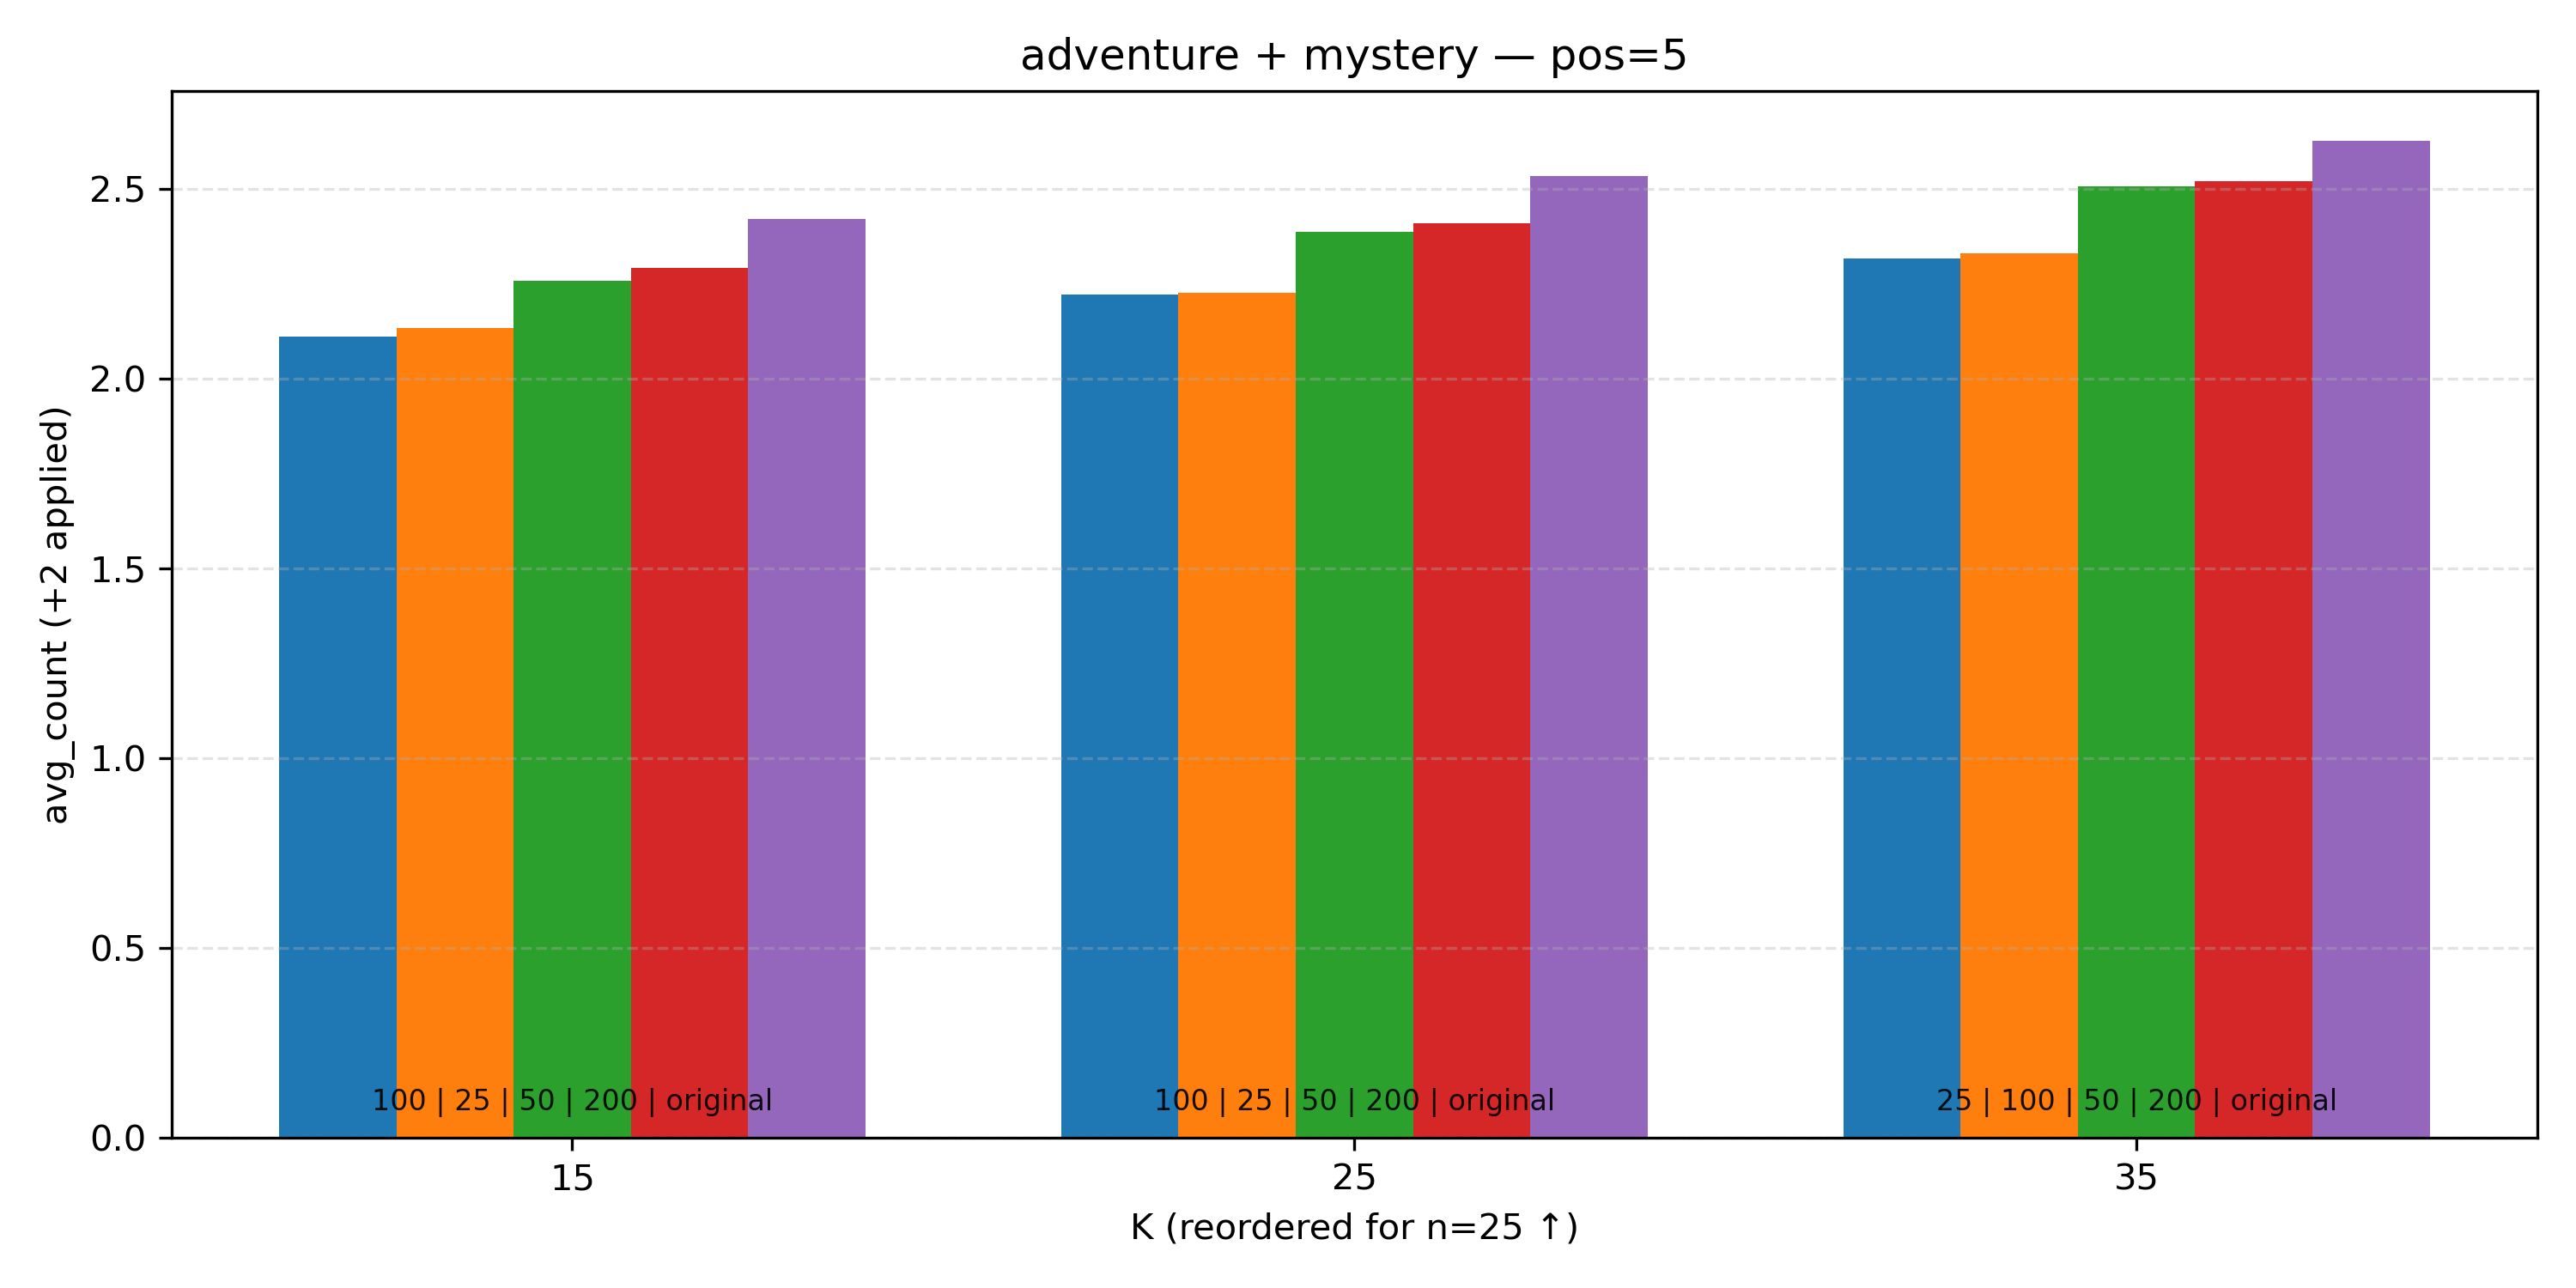 adventure + mystery — pos=5
avg_count (+2 applied)
2.5
2.0
1.5
1.0
0.5
0.0
100 | 25 | 50 | 200 | original
100 | 25 | 50 | 200 | original
25 | 100 | 50 | 200 | original
15
25
35
K (reordered for n=25 ↑)